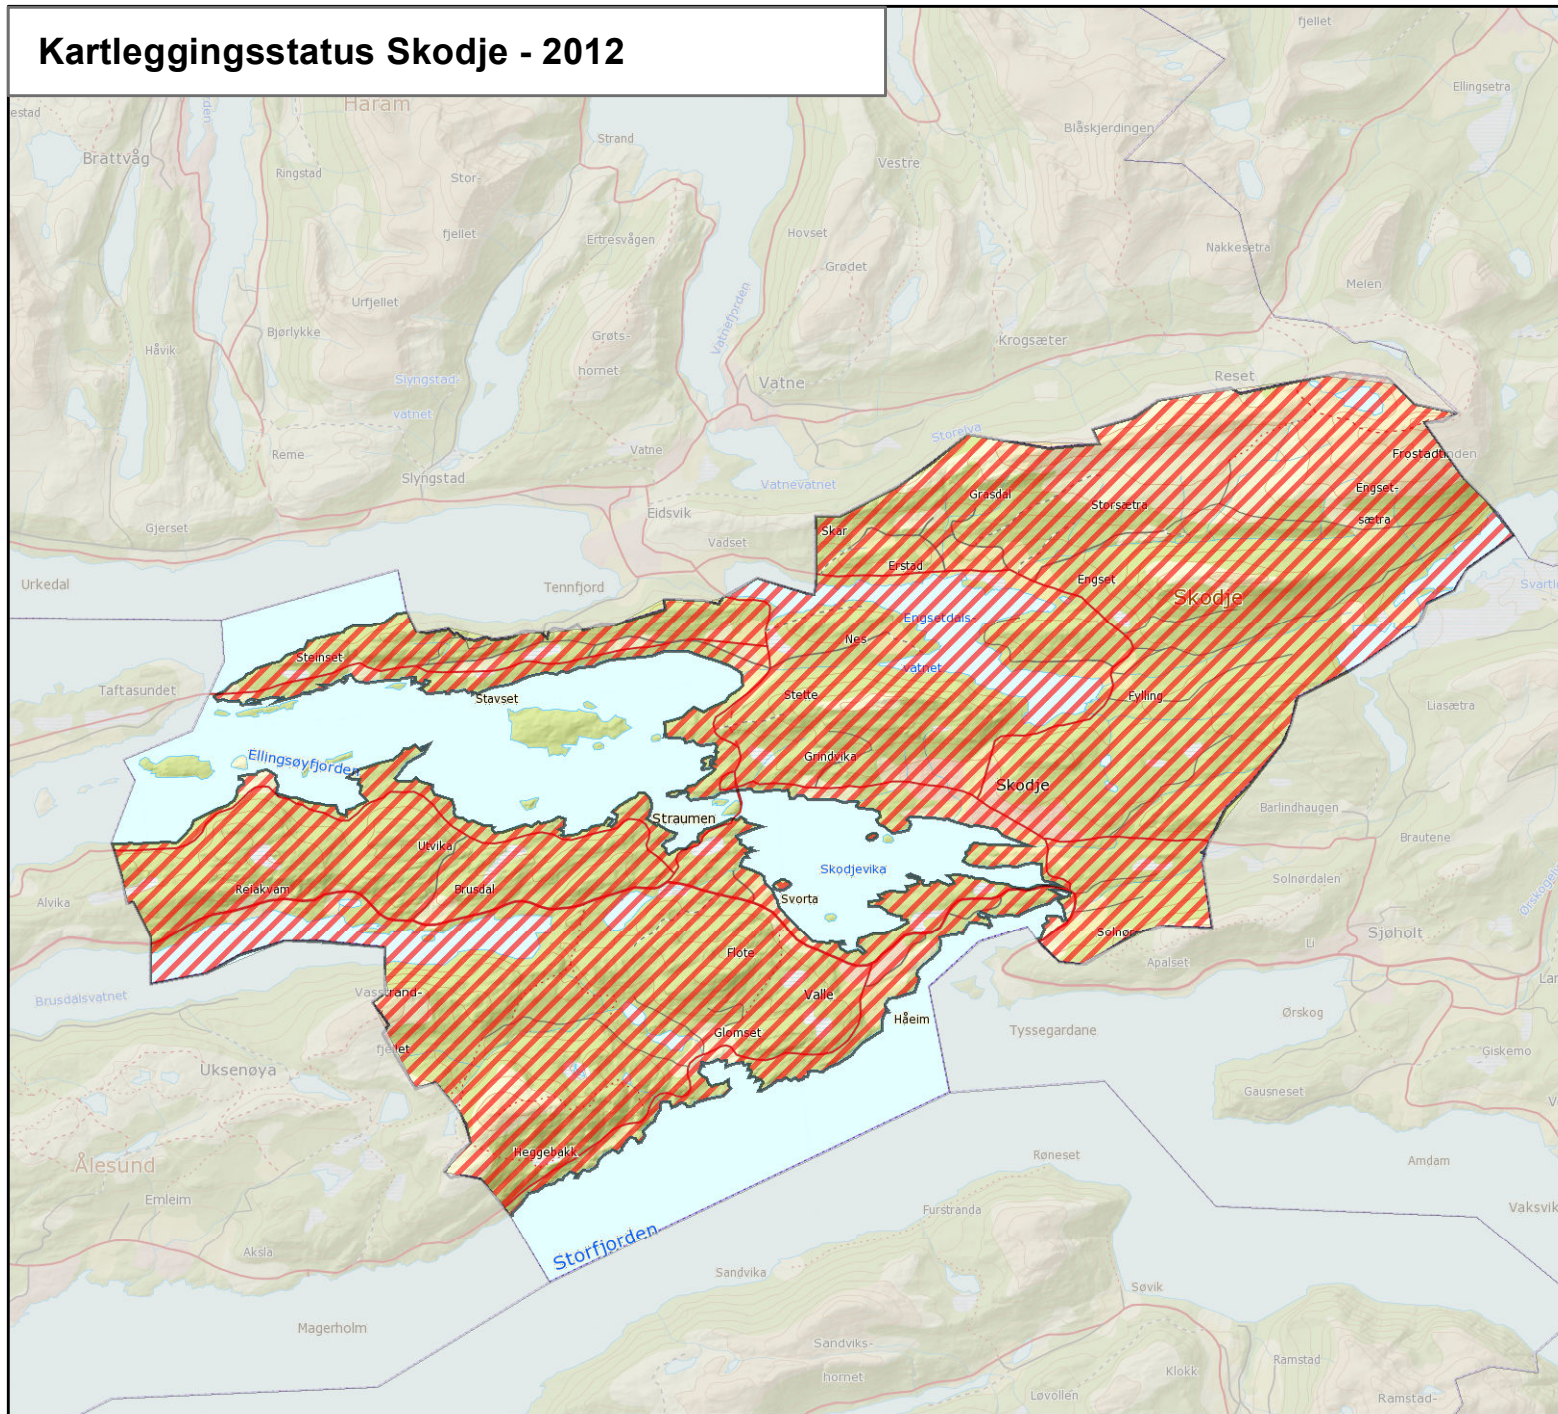 Kartleggingsstatus Skodje - 2012
fjellet
Ellingsetra
Haram
Strand
Blåskjerdingen
Brattvåg
Vestre
Ringstad
Stor-
fjellet
Ertresvågen
Hovset
Nakkesetra
Grødet
Melen
Urfjellet
Vatnefjorden
Bjørlykke
Grøts-
hornet
Krogsæter
Håvik
Slyngstad-
vatnet
Vatne
Reset
Storelva
Reme
Vatne
Frostadtinden
Slyngstad
Vatnevatnet
Engset-
sætra
Grasdal
Storsætra
Eidsvik
Gjerset
Skar
Vadset
Erstad
Engset
Urkedal
Tennfjord
Skodje
Engsetdals-
vatnet
Nes
Steinset
Taftasundet
Stavset
Stette
Fylling
Liasætra
Ellingsøyfjorden
Grindvika
Skodje
Barlindhaugen
Straumen
Brautene
Utvika
Skodjevika
Reiakvam
Brusdal
Svorta
Solnørdalen
Alvika
Sjøholt
Li
Flote
Apalset
Brusdalsvatnet
Vasstrand-
fjellet
Valle
Håeim
Glomset
Tyssegardane
Ørskog
Giskemo
Uksenøya
Gausneset
Heggebakk
Ålesund
Røneset
Amdam
Emleim
Furstranda
Vaksvik
Storfjorden
Aksla
Sandvika
Søvik
Magerholm
Sandviks-
hornet
Klokk
Ramstad
Løvollen
Ramstad-